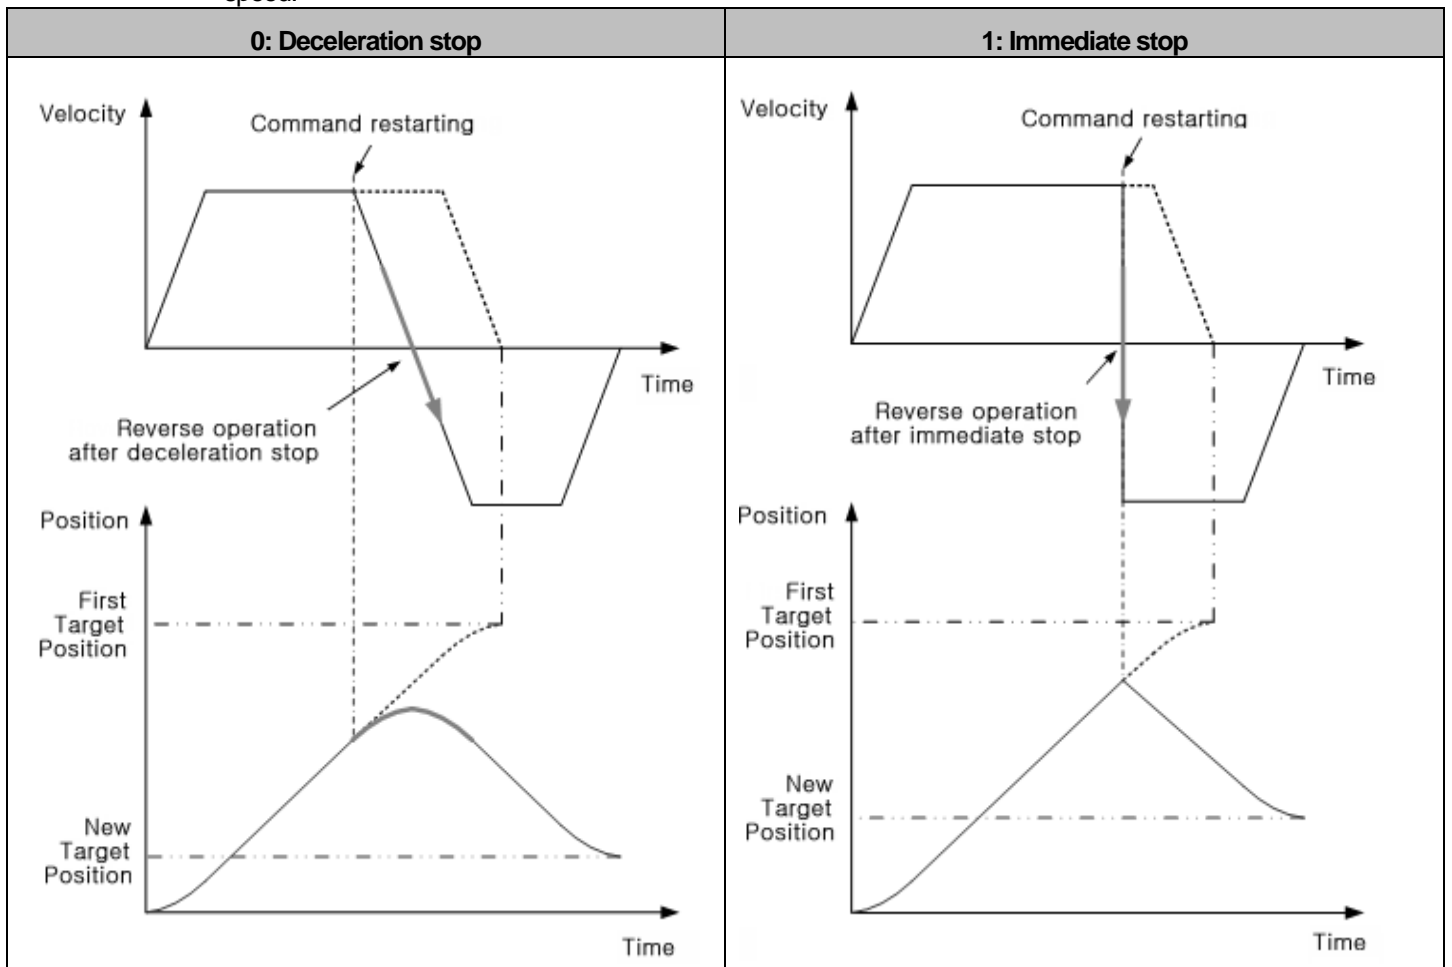 speed.
0: Deceleration stop
1: Immediate stop
Velocity
Command restarting
Time
Reverse operation
after deceleration stop
Position
First
Target
Position
New
Target
Position
Time
Velocity
Command restarting
Time
Reverse operation
after immediate stop
Position
First
Target
Position
New
Target
Position
Time